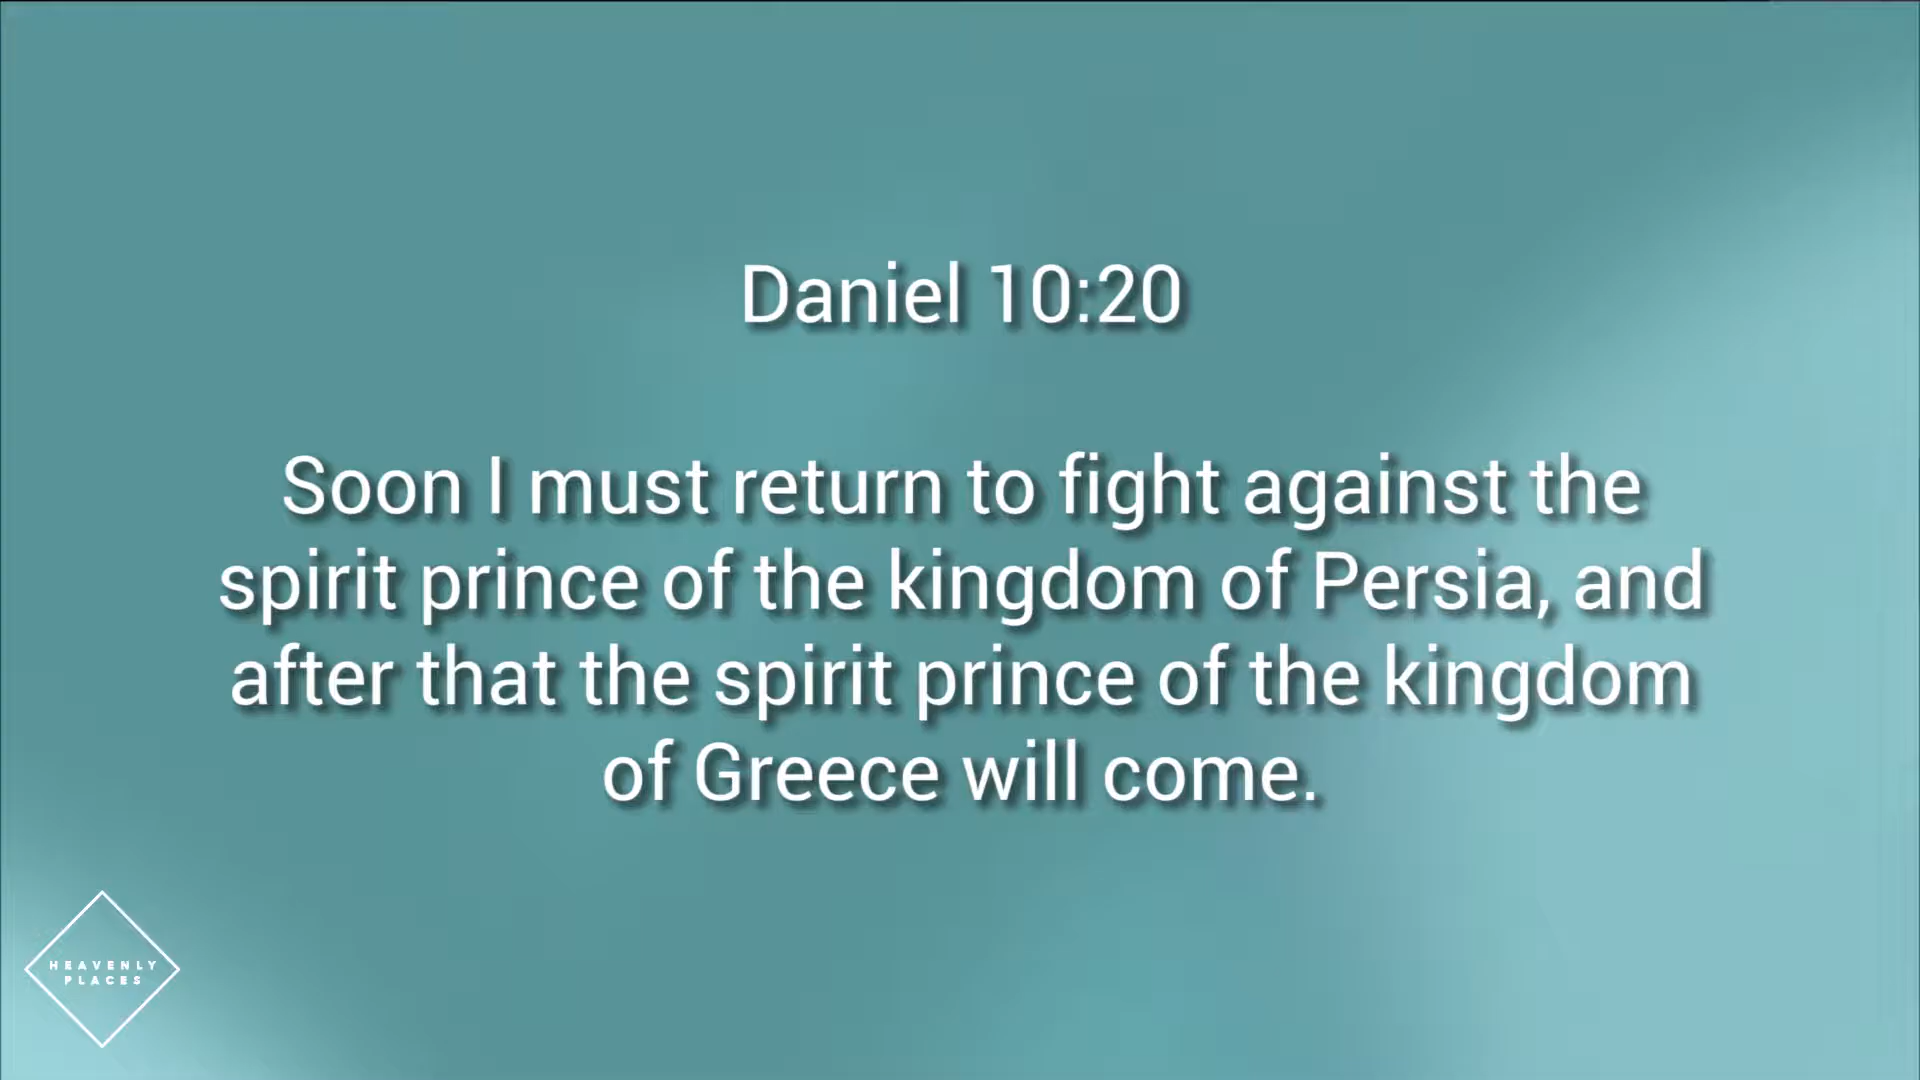 Daniel 10:20
Soon I must return to fight against the
spirit prince of the kingdom of Persia, and
after that the spirit prince of the kingdom
of Greece will come.
HEAVENLY
PLACES